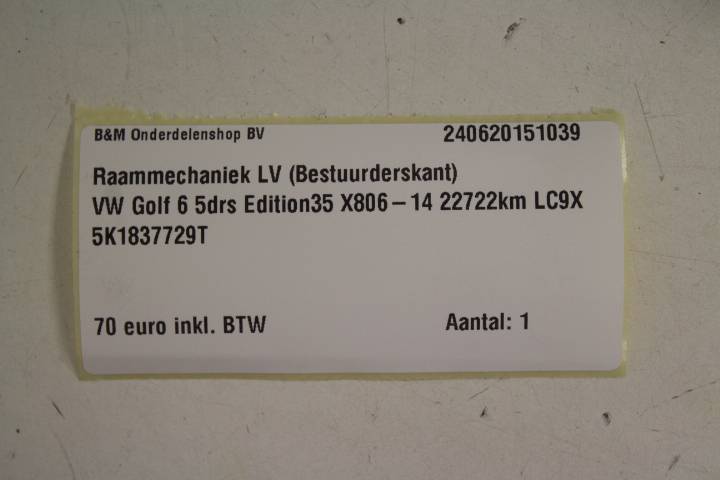 B&M Onderdelenshop BV 240620151039
Raammechaniek LV (Bestuurderskant)
VW Golf 6 5drs Edition35 X806 – 14 22722km LC9X
5K1837729T
70 euro inkl. BTW Aantal: 1